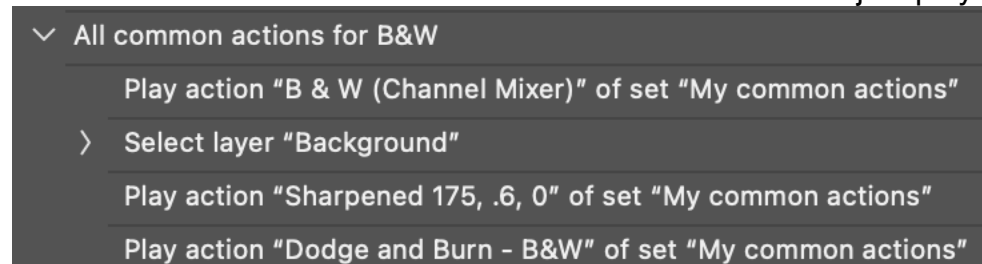 All common actions for B&W
Play action “B & W (Channel Mixer)” of set “My common actions”
Select layer “Background”
Play action “Sharpened 175, .6, 0” of set “My common actions”
Play action “Dodge and Burn - B&W” of set “My common actions”